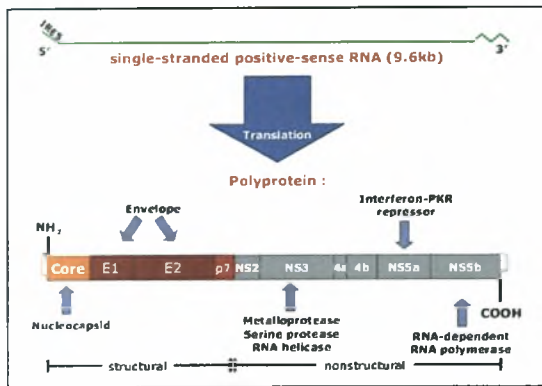 IRES
5'
3'
single-stranded positive-sense RNA (9.6kb)
Translation
Polyprotein :
Envelope
Interferon-PKR
repressor
NH2
Core E1 E2 p7 NS2 NS3 4a 4b NS5a NS5b
COOH
Nucleocapsid
Metalloprotease
Serine protease
RNA helicase
RNA-dependent
RNA polymerase
structural
nonstructural